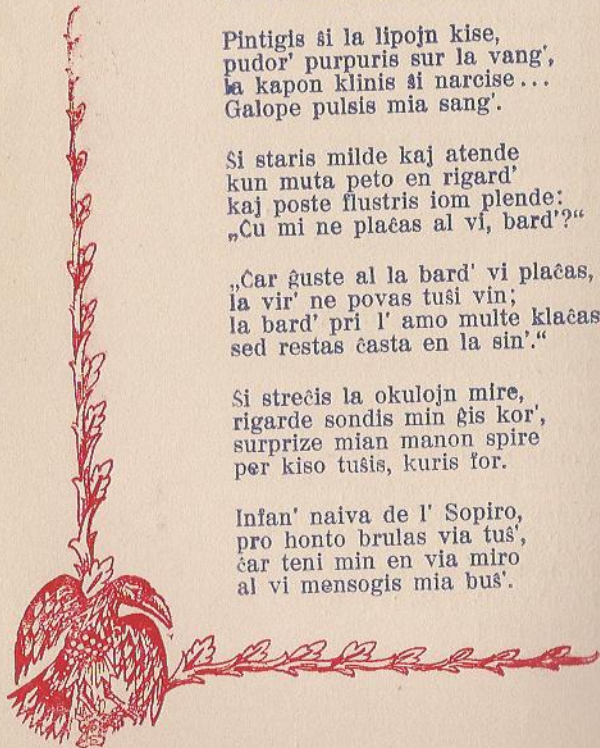 Pintigis ŝi la lipojn kise,
pudor' purpuris sur la vang',
la kapon klinis ŝi narcise...
Galope pulsis mia sang'.

Ŝi staris milde kaj atende
kun muta peto en rigard'
kaj poste flustris iom plende:
„Ĉu mi ne plaĉas al vi, bard'?“

„Ĉar ĝuste al la bard' vi plaĉas,
la vir' ne povas tuŝi vin;
la bard' pri l' amo multe klaĉas
sed restas ĉasta en la sin'.“

Ŝi streĉis la okulojn mire,
rigarde sondis min ĝis kor',
surprize mian manon spire
per kiso tuŝis, kuris for.

Infan' naiva de l' Sopiro,
pro honto brulas via tuŝ',
ĉar teni min en via miro
al vi mensogis mia buŝ'.